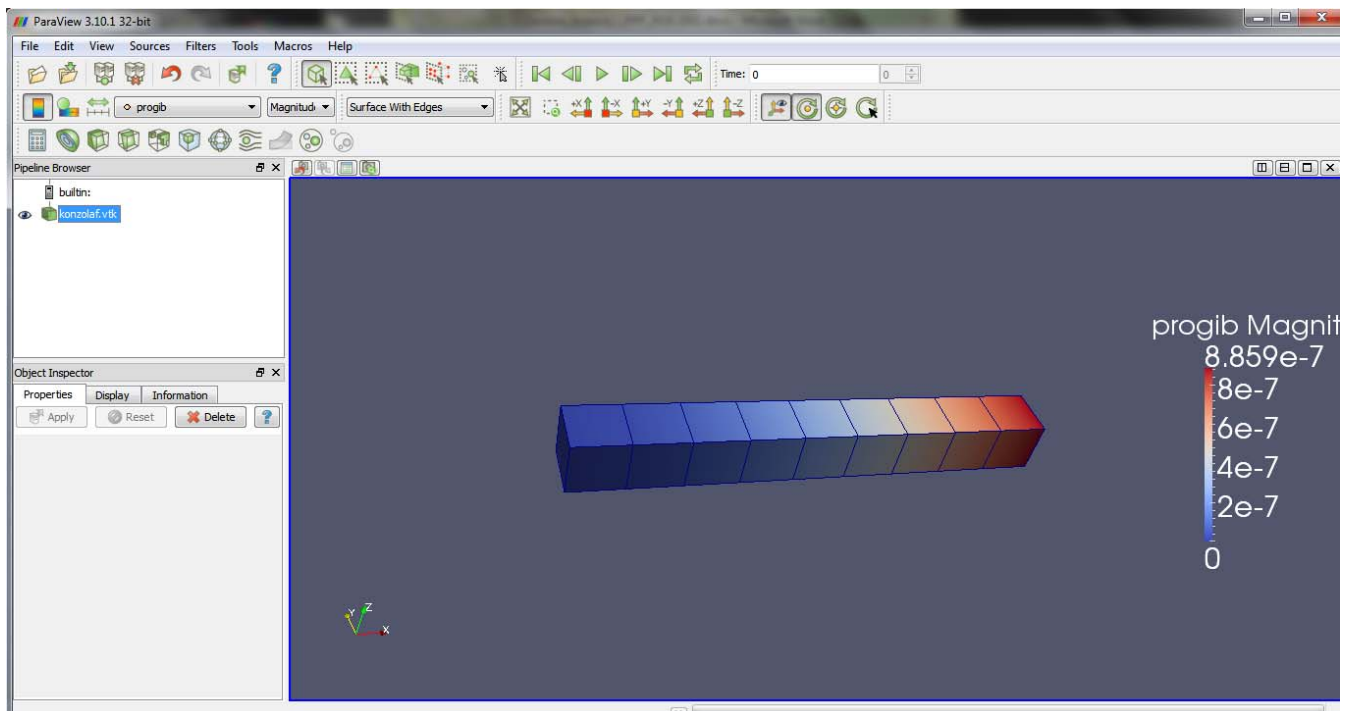 ParaView 3.10.1 32-bit
File Edit View Sources Filters Tools Macros Help
Time: 0 0
progib Magnitud Surface With Edges
+X -X +Y -Y +Z -Z
Pipeline Browser
builtin:
konzolaf.vtk
Object Inspector
Properties Display Information
Apply Reset Delete ?
progib Magnit
8.859e-7
8e-7
6e-7
4e-7
2e-7
0
Y Z
X